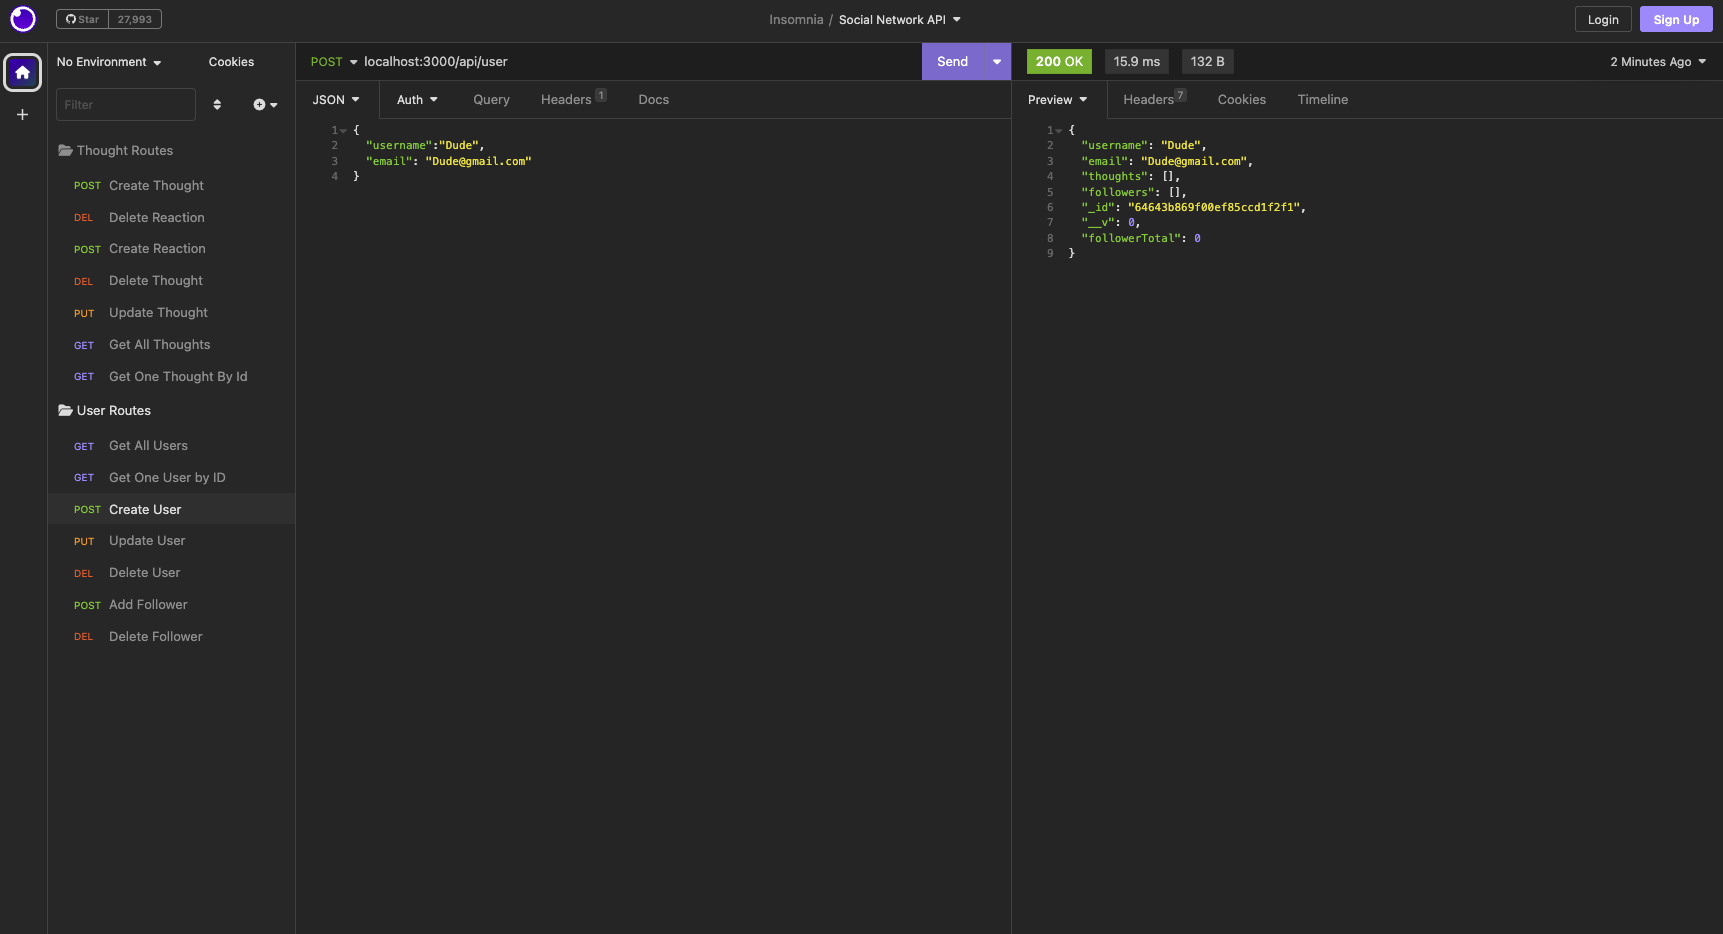 Star 27,993
Insomnia / Social Network API
Login
Sign Up
No Environment
Cookies
Filter
Thought Routes
POST Create Thought
DEL Delete Reaction
POST Create Reaction
DEL Delete Thought
PUT Update Thought
GET Get All Thoughts
GET Get One Thought By Id
User Routes
GET Get All Users
GET Get One User by ID
POST Create User
PUT Update User
DEL Delete User
POST Add Follower
DEL Delete Follower
POST localhost:3000/api/user
Send
JSON Auth Query Headers 1 Docs
1 {
2 "username":"Dude",
3 "email": "Dude@gmail.com"
4 }
200 OK 15.9 ms 132 B 2 Minutes Ago
Preview Headers 7 Cookies Timeline
1 {
2 "username": "Dude",
3 "email": "Dude@gmail.com",
4 "thoughts": [],
5 "followers": [],
6 "_id": "64643b869f00ef85ccd1f2f1",
7 "__v": 0,
8 "followerTotal": 0
9 }